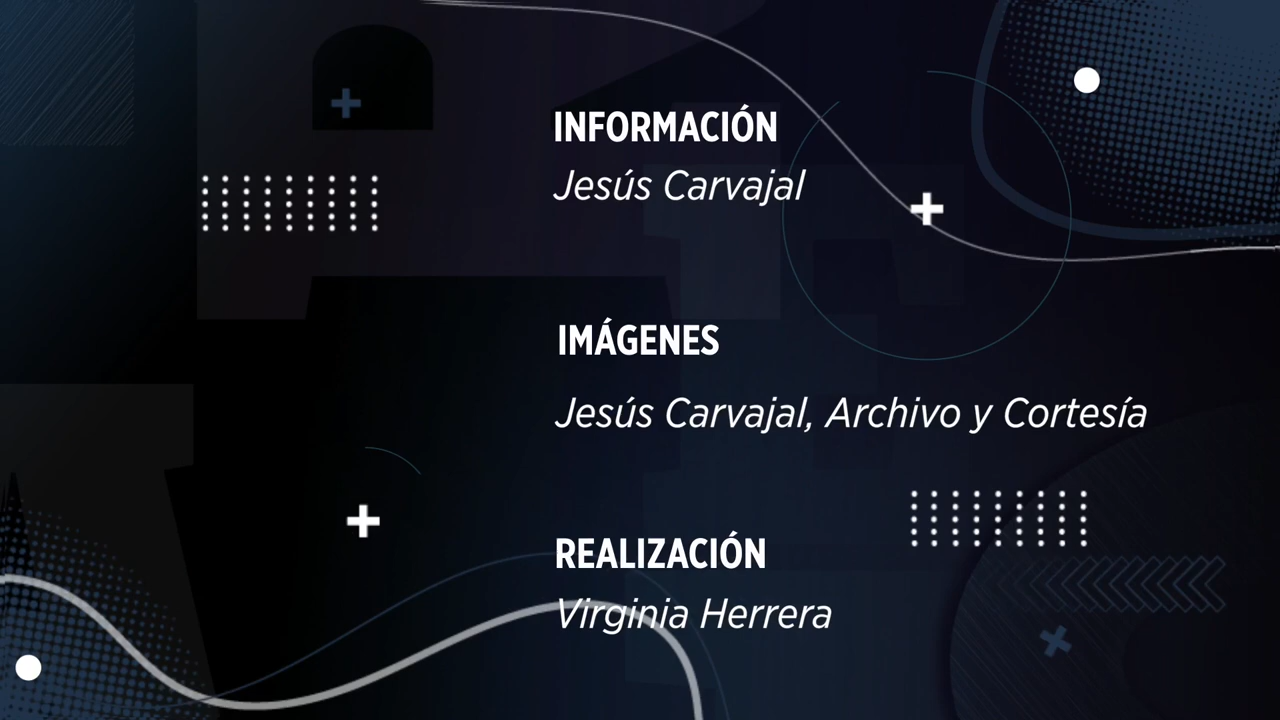 INFORMACIÓN
Jesús Carvajal
IMÁGENES
Jesús Carvajal, Archivo y Cortesía
REALIZACIÓN
Virginia Herrera